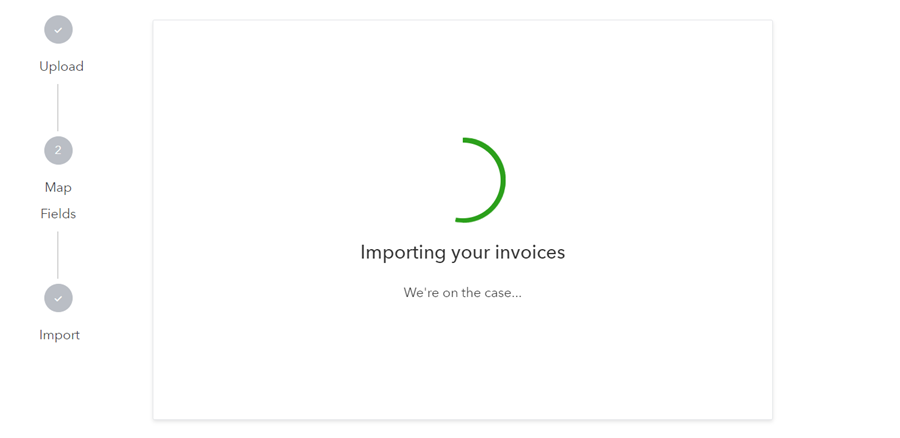 Upload
2
Map
Fields
Import
Importing your invoices
We're on the case...